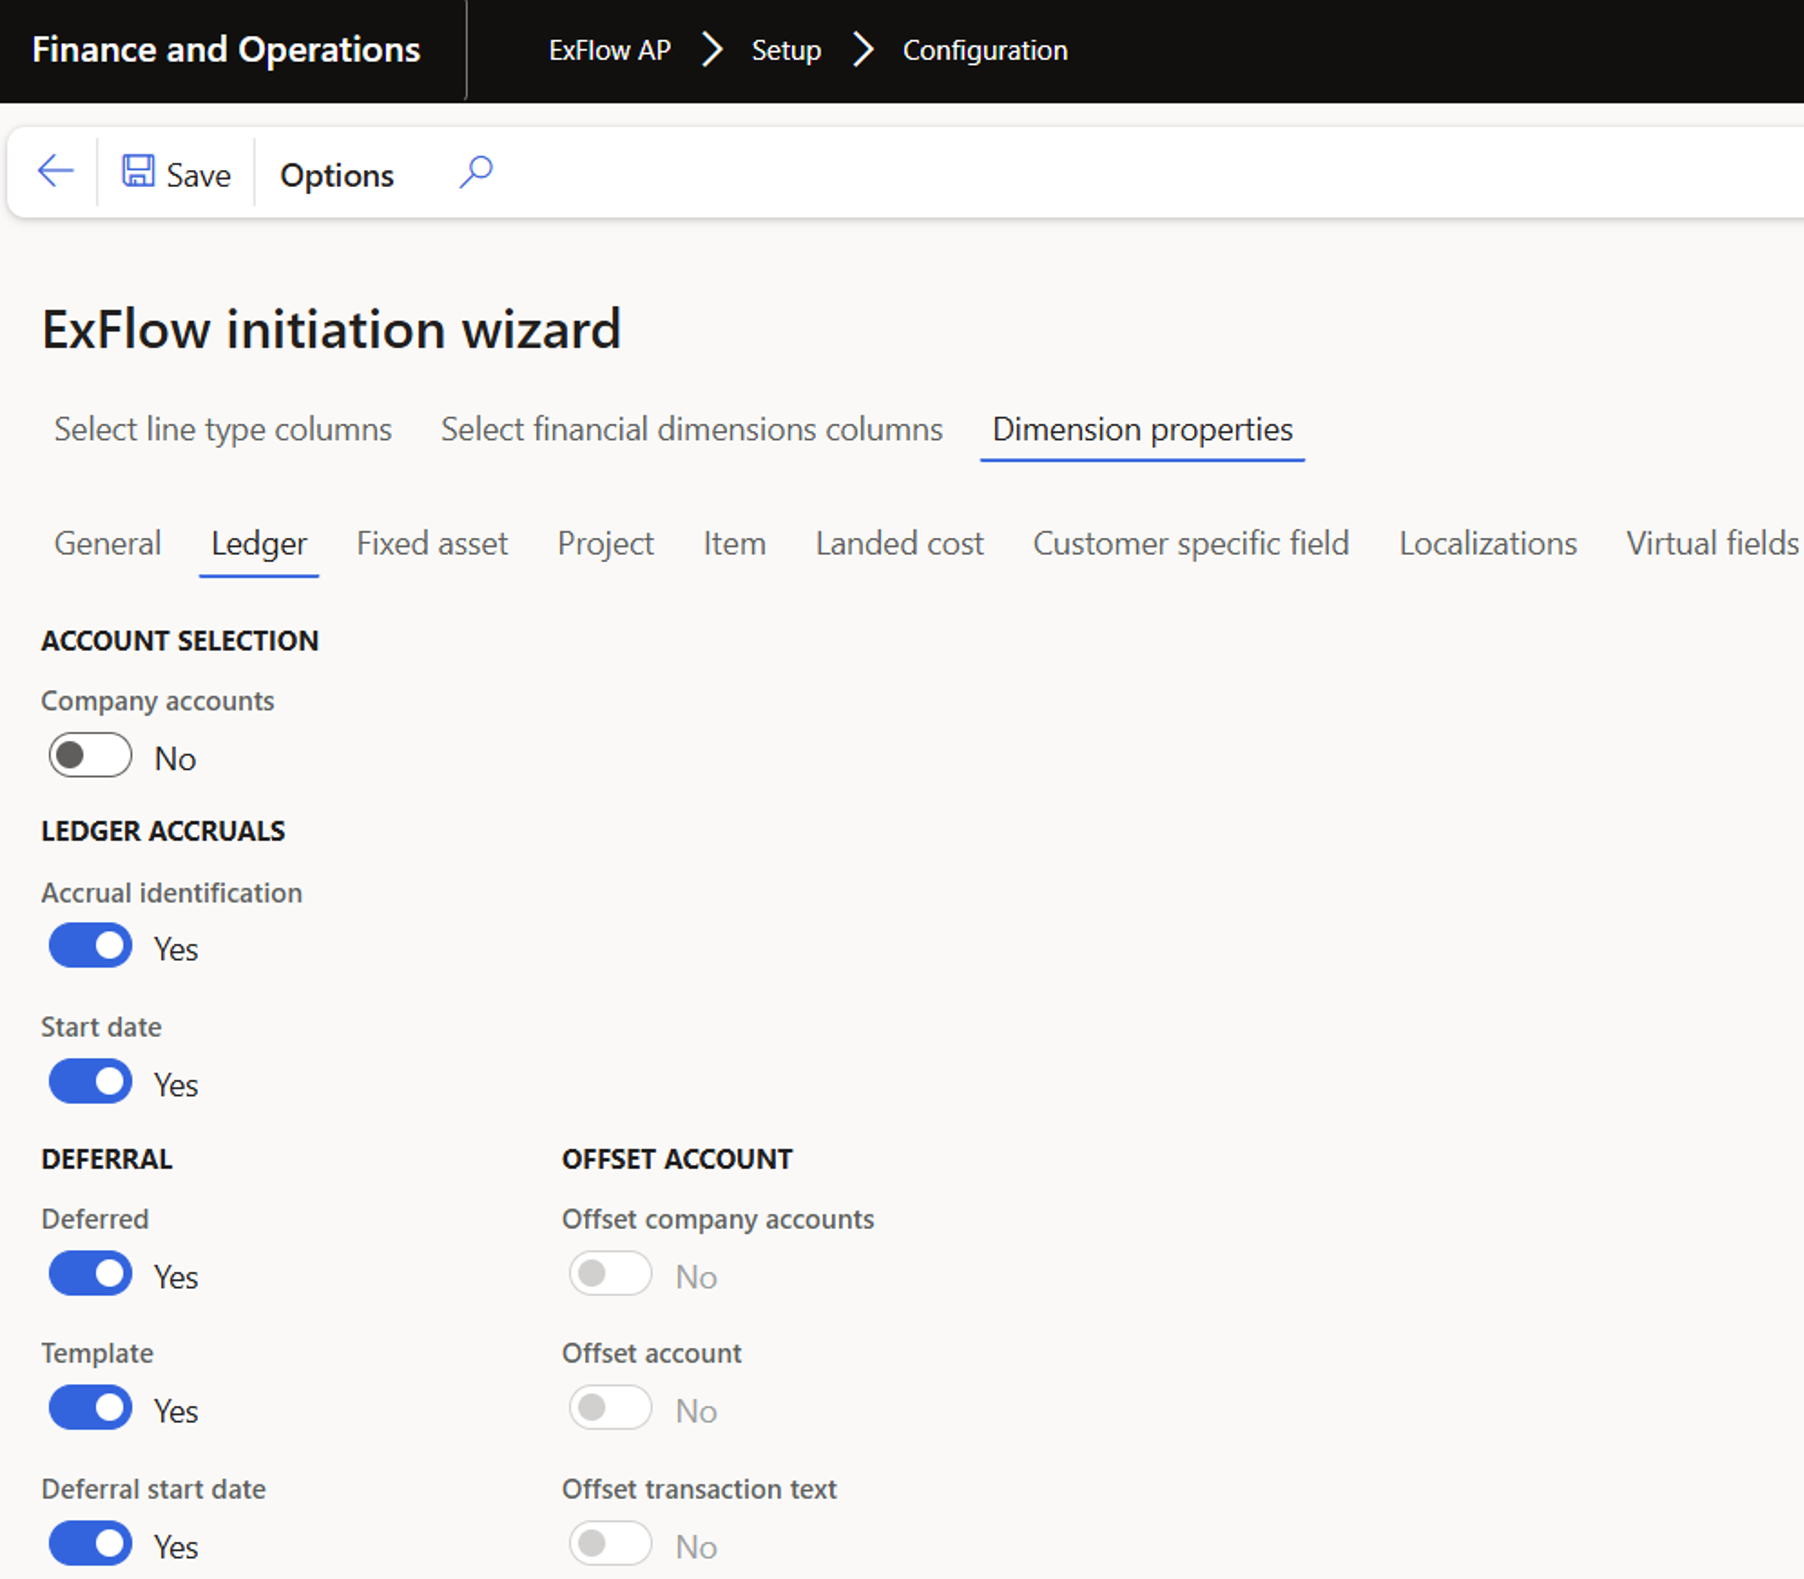 Finance and Operations
ExFlow AP
Setup
Configuration
Save
Options
ExFlow initiation wizard
Select line type columns
Select financial dimensions columns
Dimension properties
General
Ledger
Fixed asset
Project
Item
Landed cost
Customer specific field
Localizations
Virtual fields
ACCOUNT SELECTION
Company accounts
No
LEDGER ACCRUALS
Accrual identification
Yes
Start date
Yes
DEFERRAL
Deferred
Yes
Template
Yes
Deferral start date
Yes
OFFSET ACCOUNT
Offset company accounts
No
Offset account
No
Offset transaction text
No